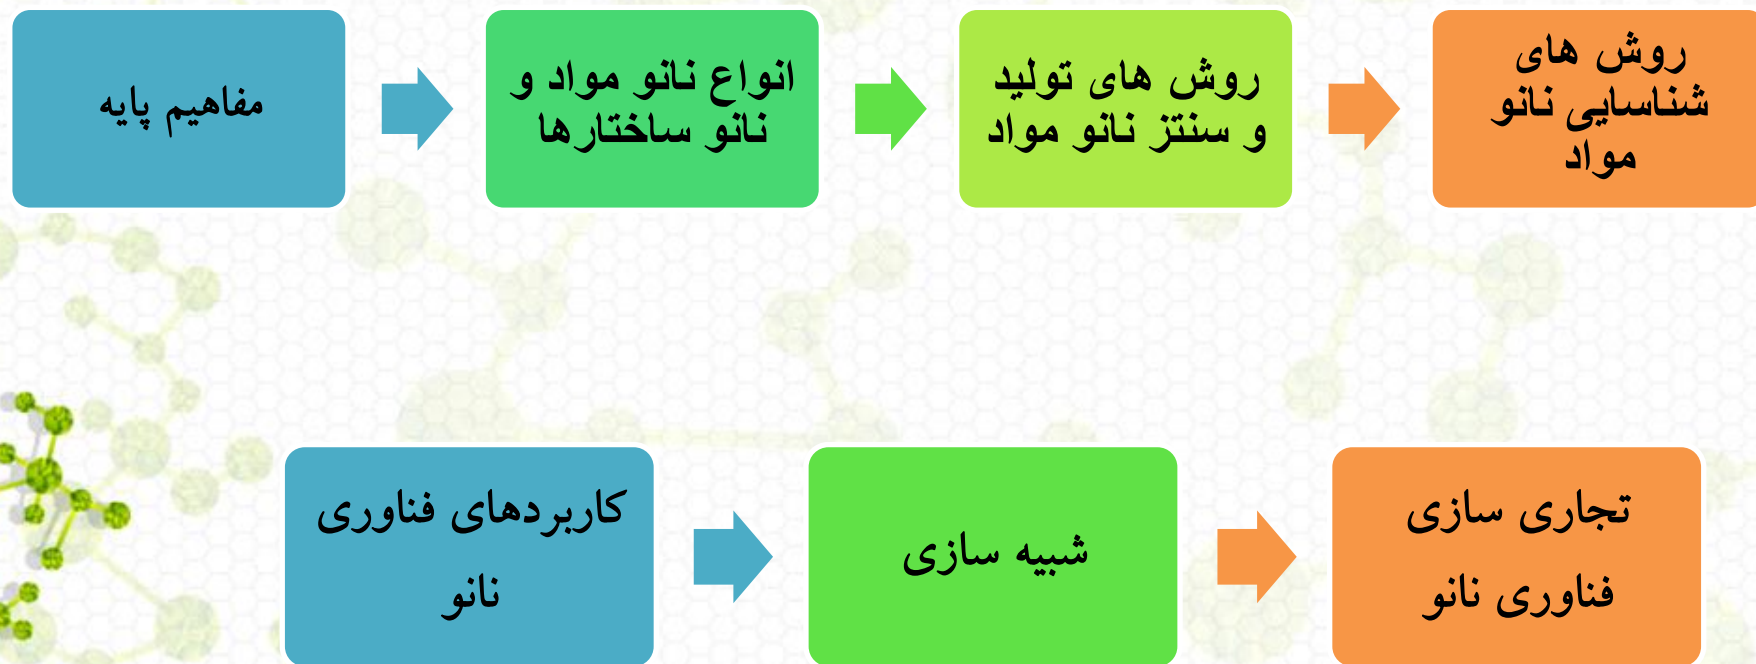 مفاهیم پایه
انواع نانو مواد و
نانو ساختارها
روش های تولید
و سنتز نانو مواد
روش های
شناسایی نانو
مواد
کاربردهای فناوری
نانو
شبیه سازی
تجاری سازی
فناوری نانو